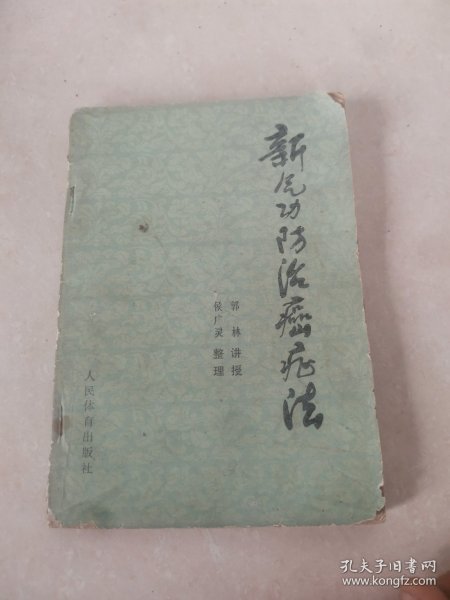 新气功防治癌症法
郭林 讲授
侯广灵 整理
人民体育出版社
孔夫子旧书网
www.kongfz.com